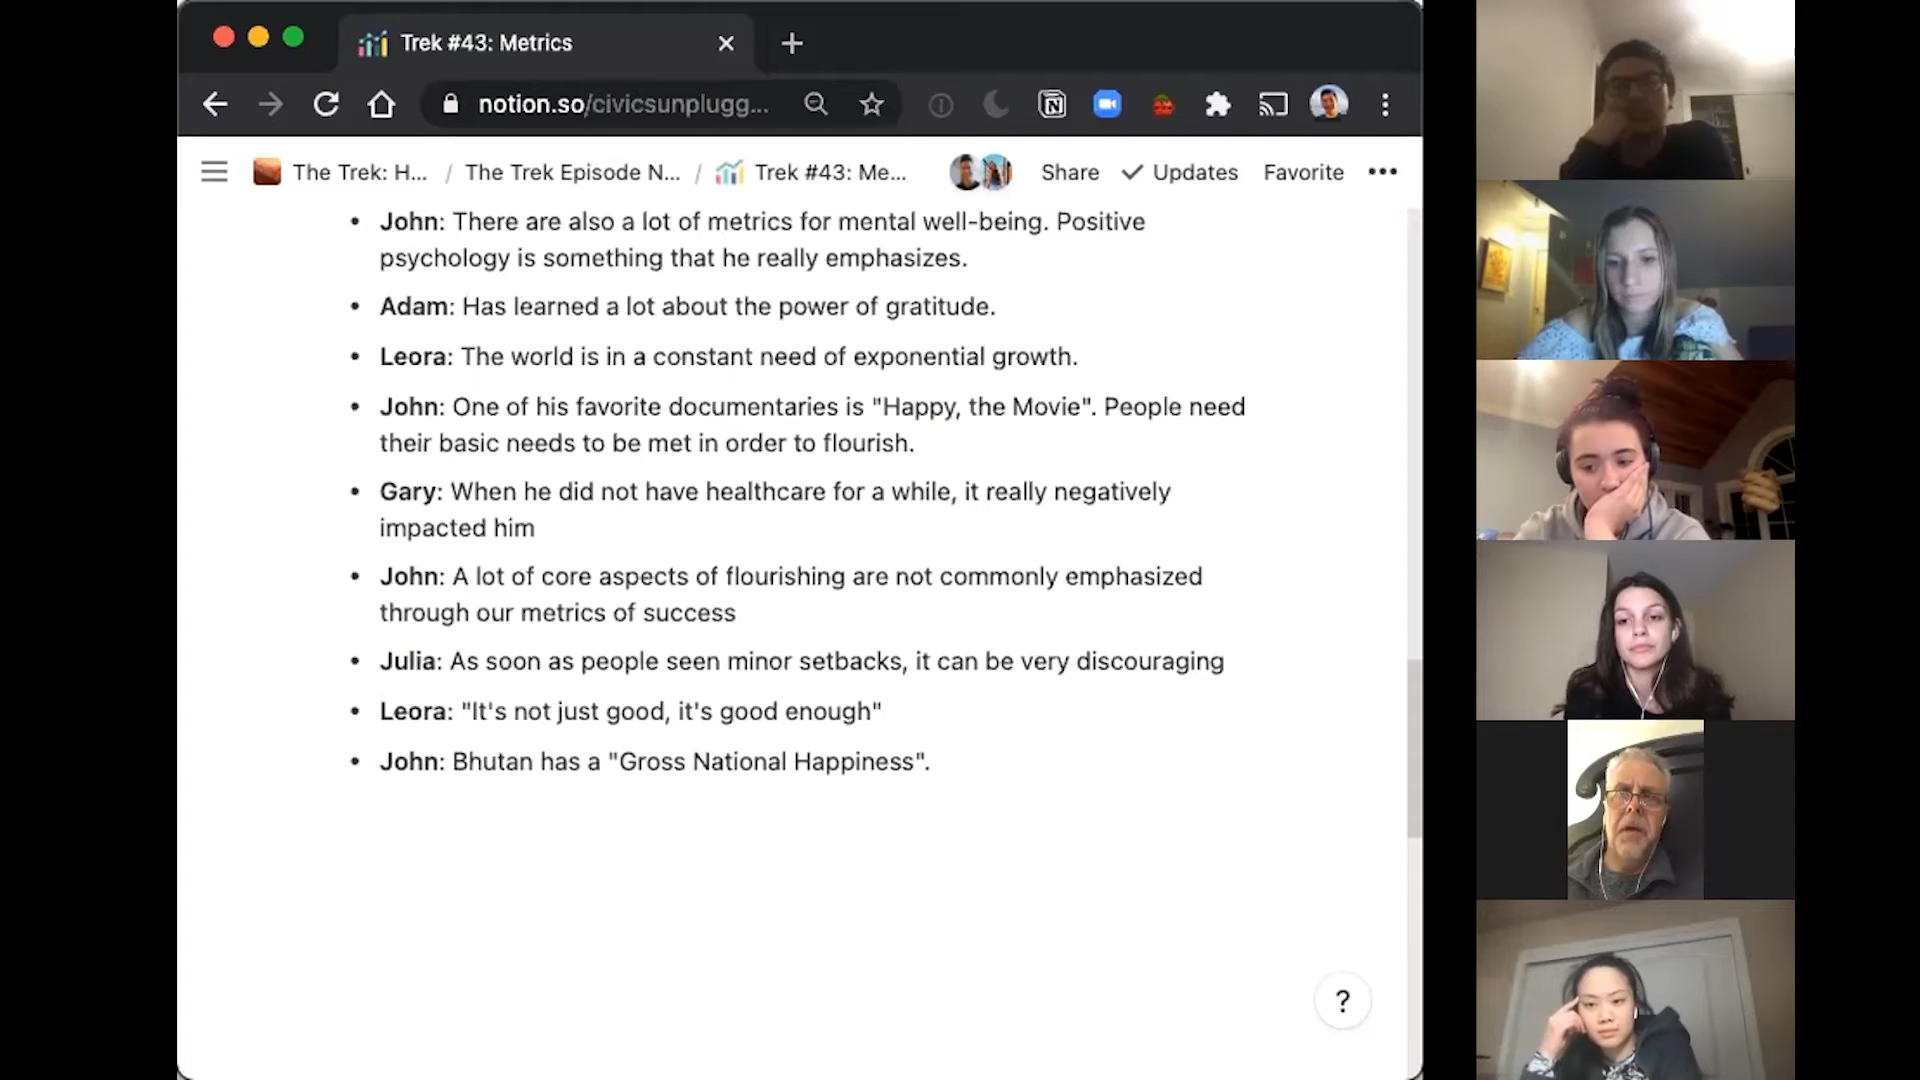 Trek #43: Metrics
notion.so/civicsunplugg...
The Trek: H... / The Trek Episode N... / Trek #43: Me... Share Updates Favorite
John: There are also a lot of metrics for mental well-being. Positive
psychology is something that he really emphasizes.
Adam: Has learned a lot about the power of gratitude.
Leora: The world is in a constant need of exponential growth.
John: One of his favorite documentaries is "Happy, the Movie". People need
their basic needs to be met in order to flourish.
Gary: When he did not have healthcare for a while, it really negatively
impacted him
John: A lot of core aspects of flourishing are not commonly emphasized
through our metrics of success
Julia: As soon as people seen minor setbacks, it can be very discouraging
Leora: "It's not just good, it's good enough"
John: Bhutan has a "Gross National Happiness".
?